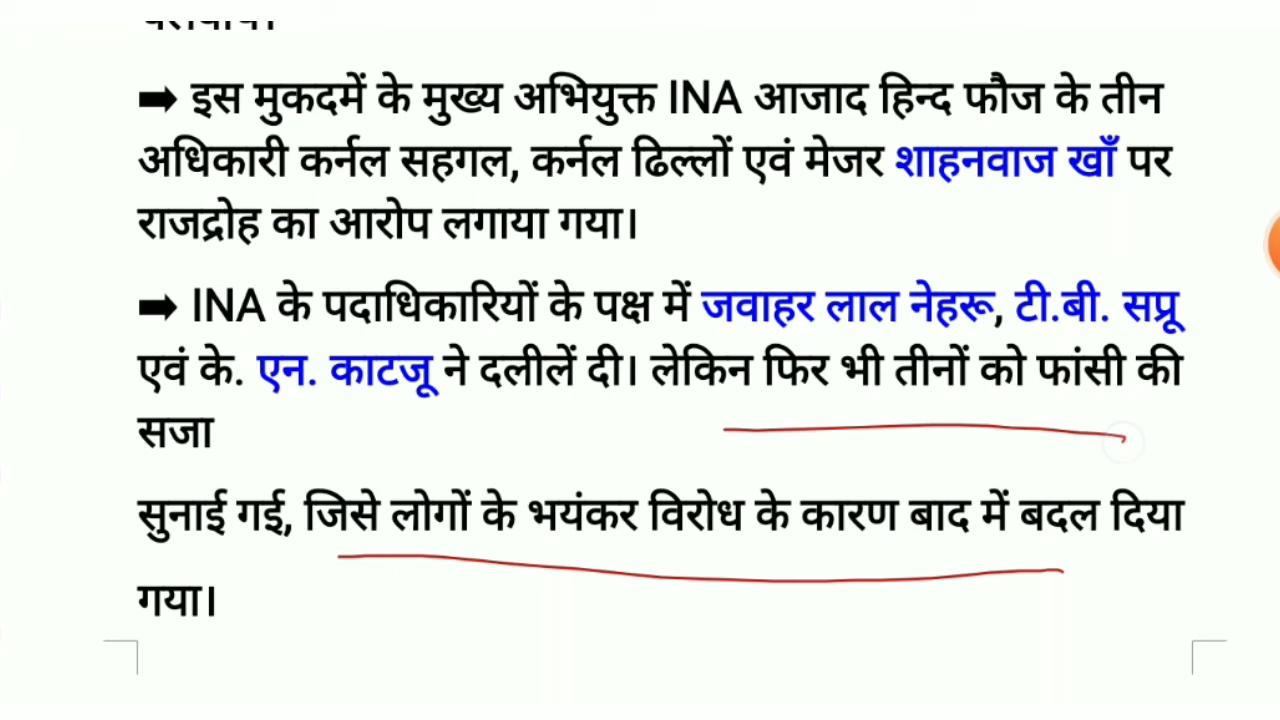 ➡ इस मुकदमें के मुख्य अभियुक्त INA आजाद हिन्द फौज के तीन
अधिकारी कर्नल सहगल, कर्नल ढिल्लों एवं मेजर शाहनवाज खाँ पर
राजद्रोह का आरोप लगाया गया।
➡ INA के पदाधिकारियों के पक्ष में जवाहर लाल नेहरू, टी.बी. सप्रू
एवं के. एन. काटजू ने दलीलें दी। लेकिन फिर भी तीनों को फांसी की
सजा
सुनाई गई, जिसे लोगों के भयंकर विरोध के कारण बाद में बदल दिया
गया।